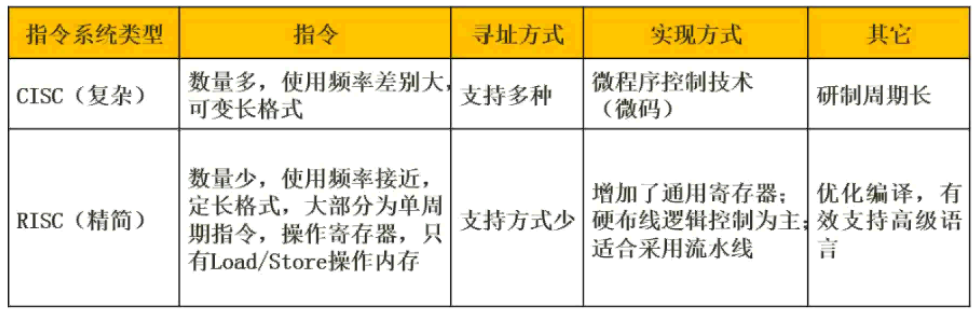 指令系统类型 指令 寻址方式 实现方式 其它
CISC（复杂）
数量多，使用频率差别大，
可变长格式
支持多种
微程序控制技术
（微码）
研制周期长
RISC（精简）
数量少，使用频率接近，
定长格式，大部分为单周
期指令，操作寄存器，只
有Load/Store操作内存
支持方式少
增加了通用寄存器；
硬布线逻辑控制为主；
适合采用流水线
优化编译，有
效支持高级语
言